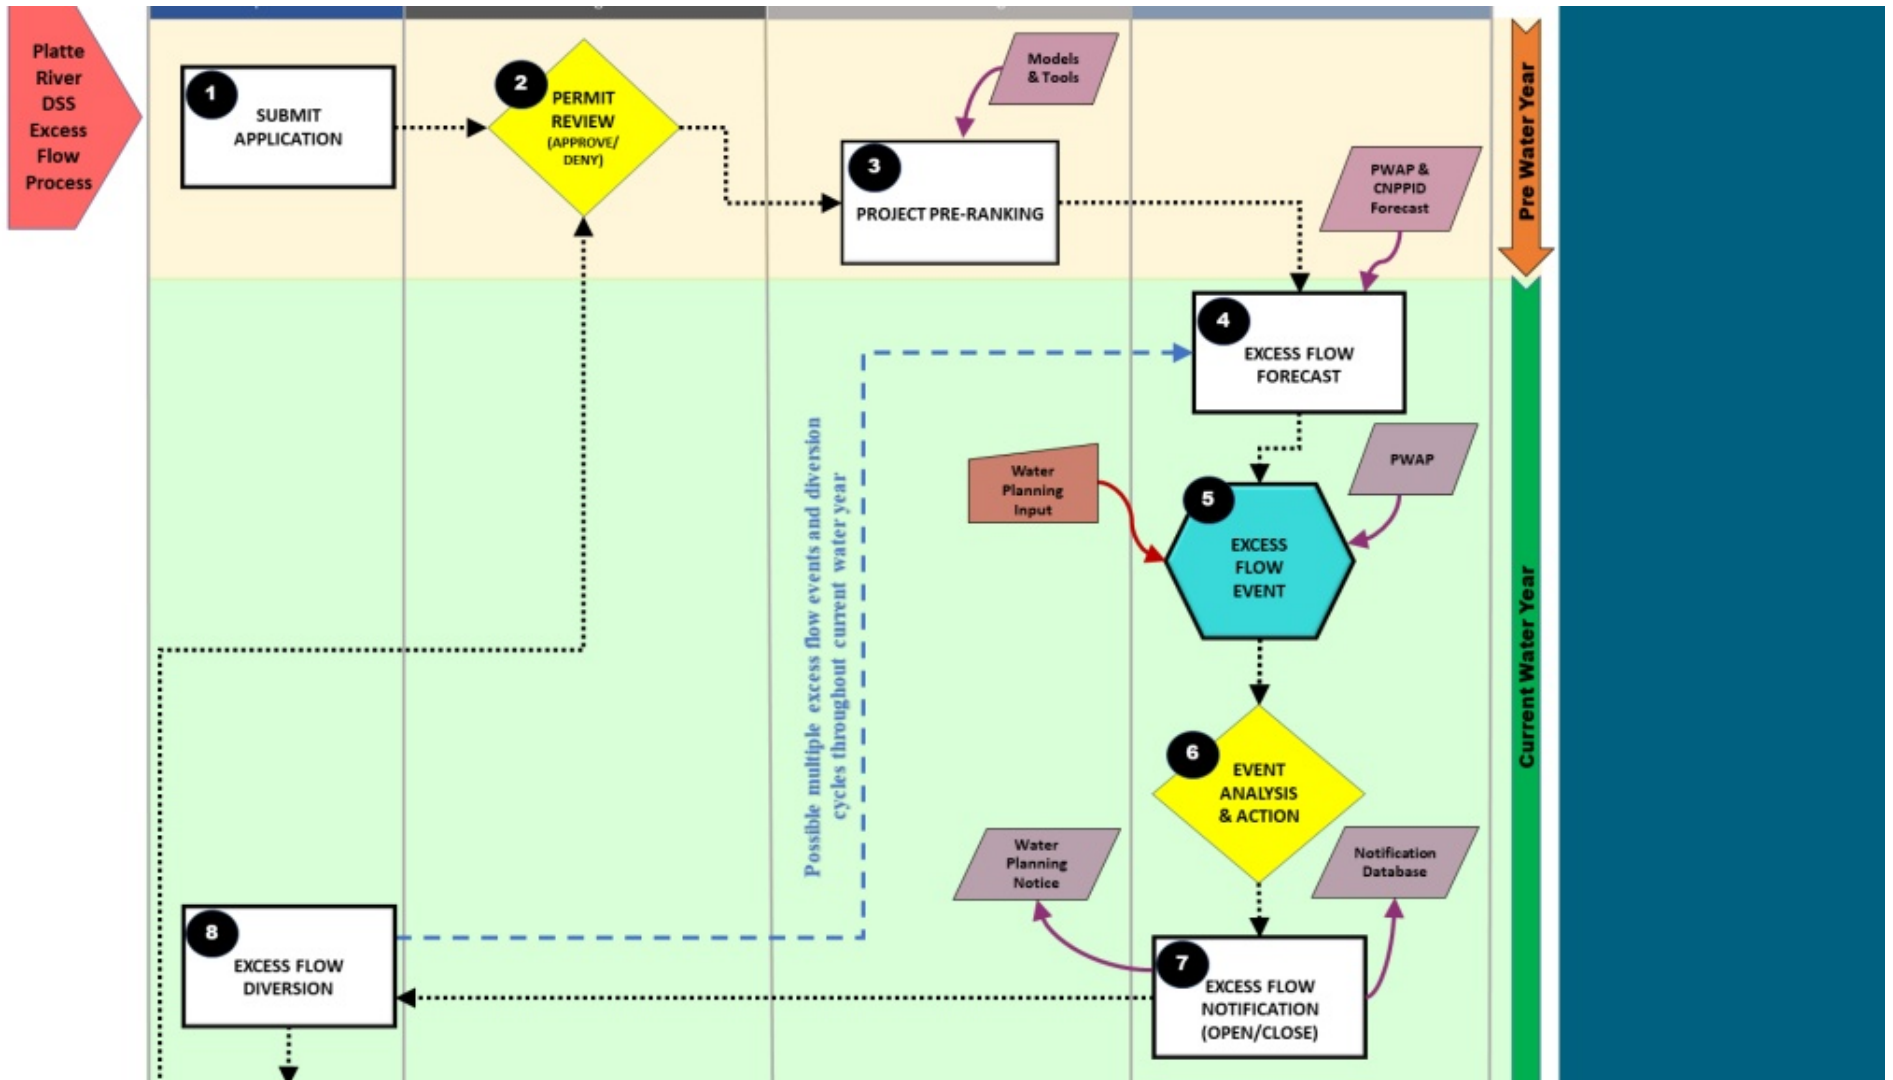 Platte
River
DSS
Excess
Flow
Process
1
SUBMIT
APPLICATION
2
PERMIT
REVIEW
(APPROVE/
DENY)
Models
& Tools
3
PROJECT PRE-RANKING
PWAP &
CNPPID
Forecast
Pre Water Year
4
EXCESS FLOW
FORECAST
Possible multiple excess flow events and diversion
cycles throughout current water year
Water
Planning
Input
PWAP
5
EXCESS
FLOW
EVENT
Current Water Year
6
EVENT
ANALYSIS
& ACTION
Water
Planning
Notice
Notification
Database
7
EXCESS FLOW
NOTIFICATION
(OPEN/CLOSE)
8
EXCESS FLOW
DIVERSION